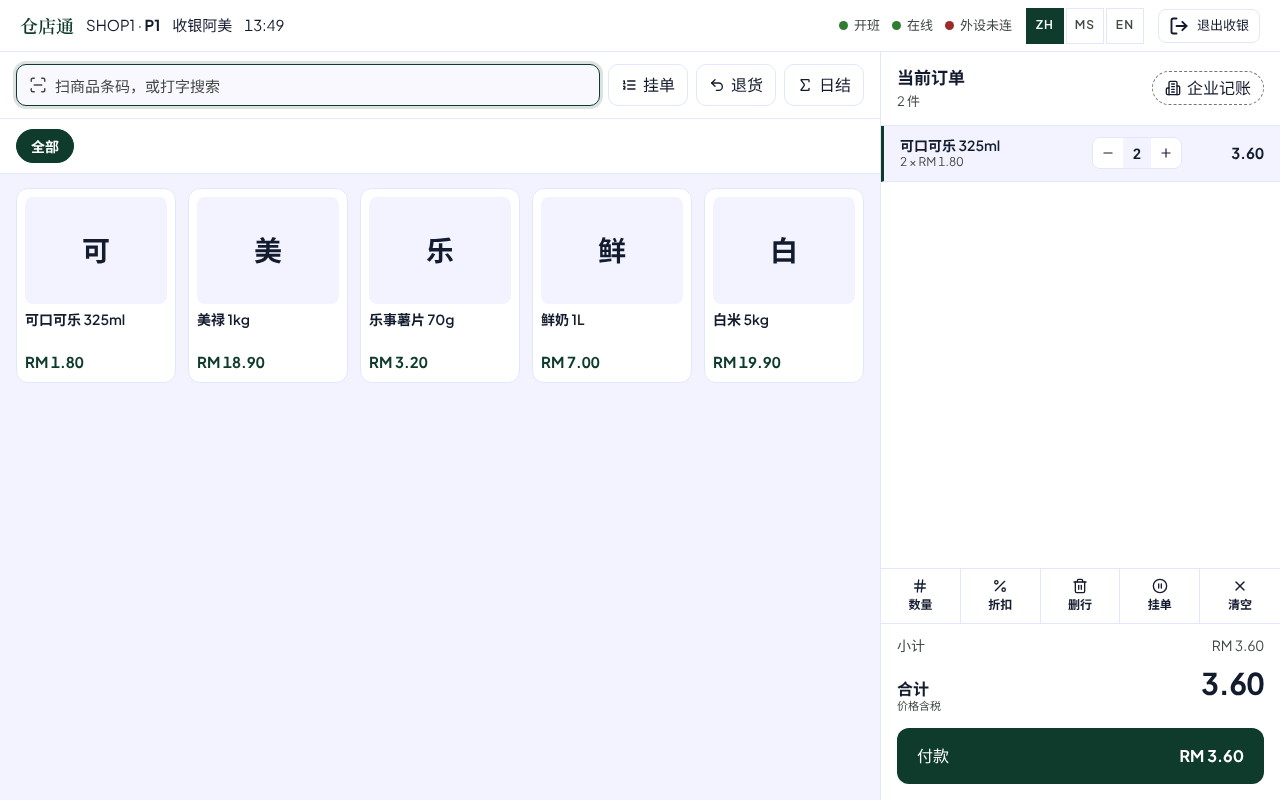 仓店通 SHOP1 · P1 收银阿美 13:49
开班 在线 外设未连 ZH MS EN 退出收银
扫商品条码，或打字搜索
挂单 退货 日结
全部
可
可口可乐 325ml
RM 1.80
美
美禄 1kg
RM 18.90
乐
乐事薯片 70g
RM 3.20
鲜
鲜奶 1L
RM 7.00
白
白米 5kg
RM 19.90
当前订单
2 件
企业记账
可口可乐 325ml
2 × RM 1.80
− 2 +
3.60
数量 折扣 删行 挂单 清空
小计 RM 3.60
合计 3.60
价格含税
付款 RM 3.60